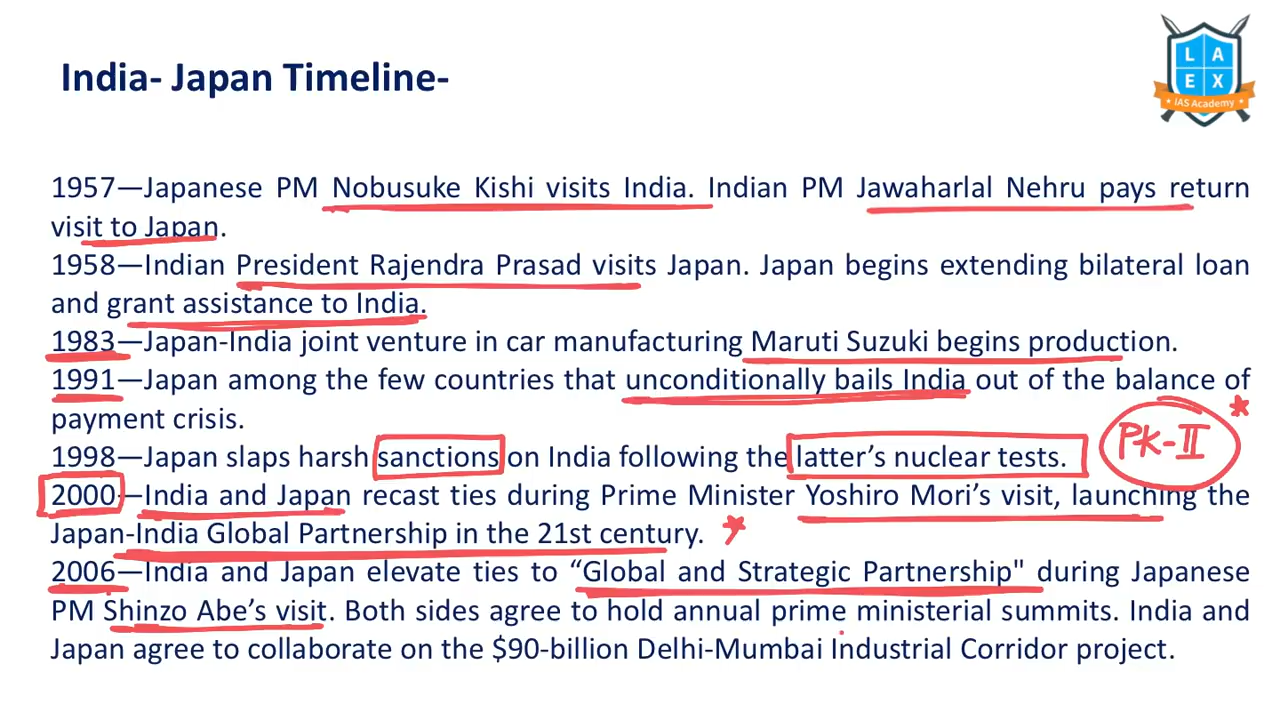 India- Japan Timeline-
L A
E X
IAS Academy
1957—Japanese PM Nobusuke Kishi visits India. Indian PM Jawaharlal Nehru pays return
visit to Japan.
1958—Indian President Rajendra Prasad visits Japan. Japan begins extending bilateral loan
and grant assistance to India.
1983—Japan-India joint venture in car manufacturing Maruti Suzuki begins production.
1991—Japan among the few countries that unconditionally bails India out of the balance of
payment crisis.
PK-II
1998—Japan slaps harsh sanctions on India following the latter's nuclear tests.
2000—India and Japan recast ties during Prime Minister Yoshiro Mori's visit, launching the
Japan-India Global Partnership in the 21st century.
2006—India and Japan elevate ties to “Global and Strategic Partnership" during Japanese
PM Shinzo Abe's visit. Both sides agree to hold annual prime ministerial summits. India and
Japan agree to collaborate on the $90-billion Delhi-Mumbai Industrial Corridor project.